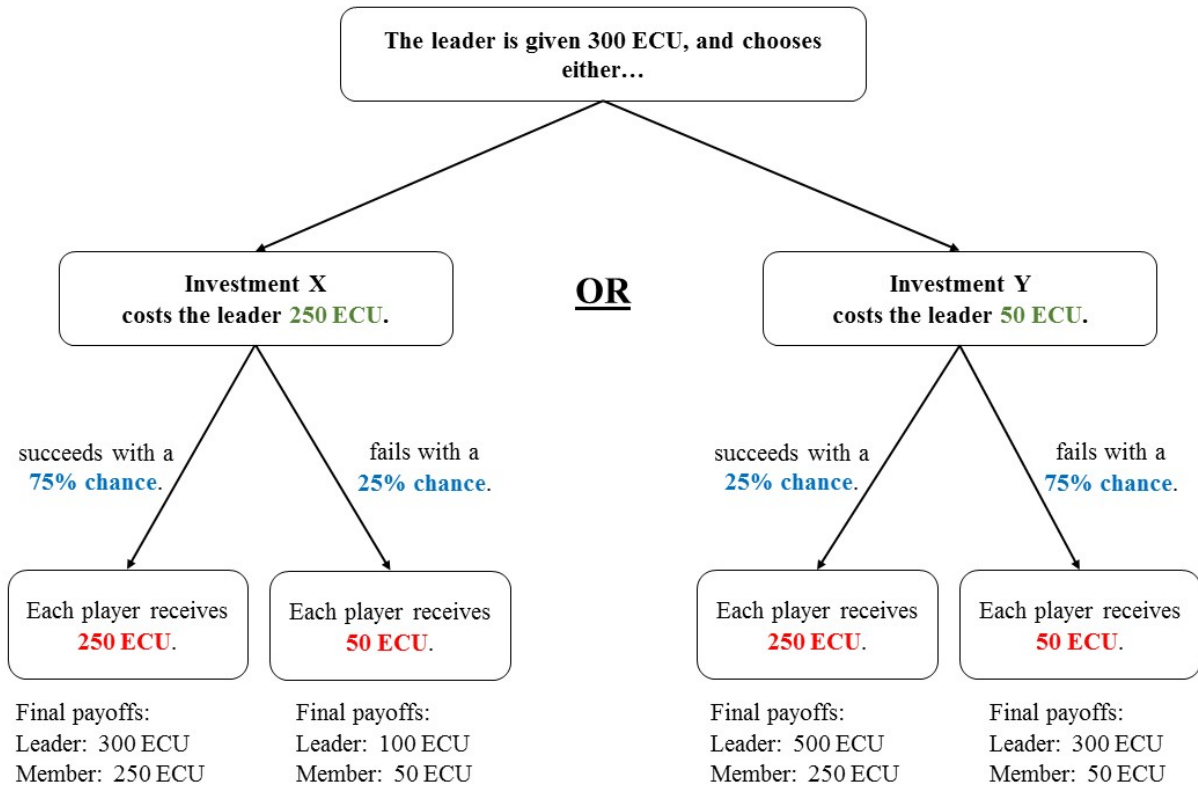 The leader is given 300 ECU, and chooses
either…
Investment X
costs the leader 250 ECU.
OR
Investment Y
costs the leader 50 ECU.
succeeds with a
75% chance.
fails with a
25% chance.
succeeds with a
25% chance.
fails with a
75% chance.
Each player receives
250 ECU.
Each player receives
50 ECU.
Each player receives
250 ECU.
Each player receives
50 ECU.
Final payoffs:
Leader: 300 ECU
Member: 250 ECU
Final payoffs:
Leader: 100 ECU
Member: 50 ECU
Final payoffs:
Leader: 500 ECU
Member: 250 ECU
Final payoffs:
Leader: 300 ECU
Member: 50 ECU